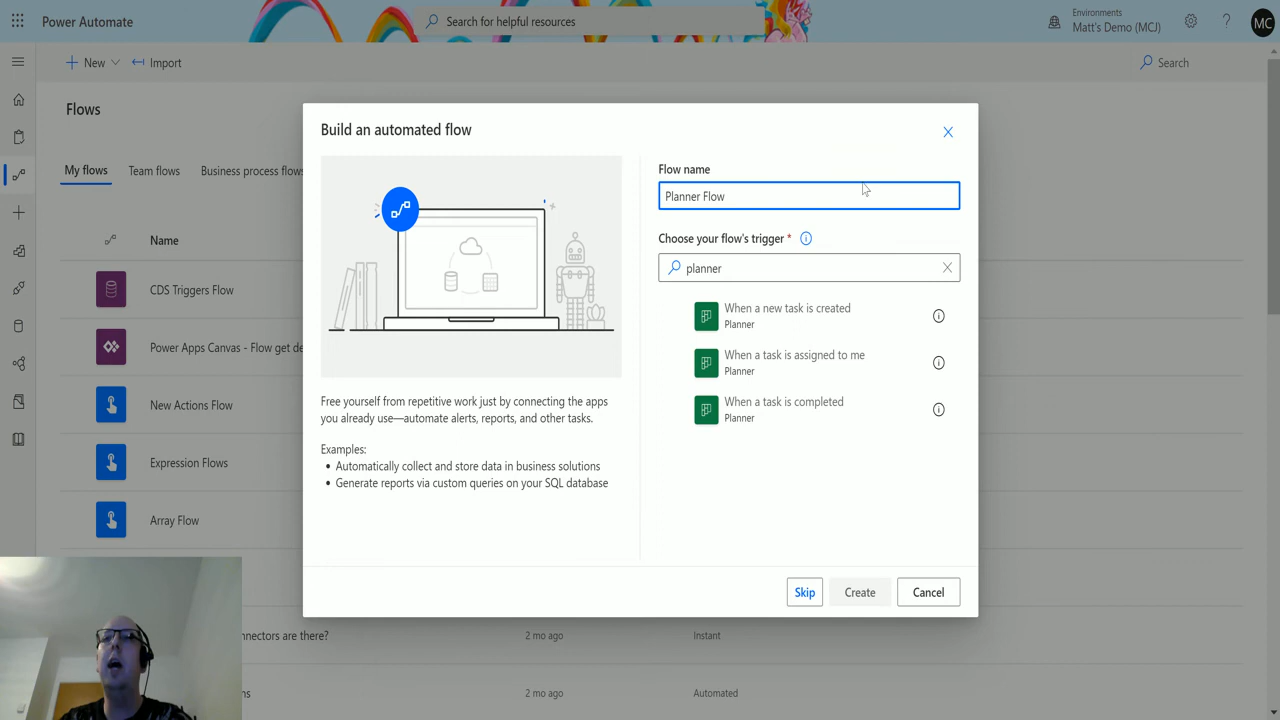 Power Automate
Search for helpful resources
Environments
Matt's Demo (MCJ)
?
MC
New
Import
Search
Flows
My flows
Team flows
Business process flows
Name
CDS Triggers Flow
Power Apps Canvas - Flow get de
New Actions Flow
Expression Flows
Array Flow
onnectors are there?
2 mo ago
Instant
ns
2 mo ago
Automated
Build an automated flow
Free yourself from repetitive work just by connecting the apps
you already use—automate alerts, reports, and other tasks.
Examples:
• Automatically collect and store data in business solutions
• Generate reports via custom queries on your SQL database
Flow name
Planner Flow
Choose your flow's trigger *
planner
When a new task is created
Planner
When a task is assigned to me
Planner
When a task is completed
Planner
Skip
Create
Cancel